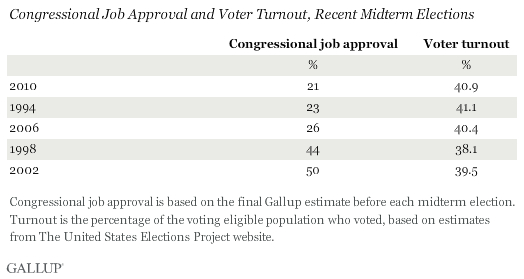 Congressional Job Approval and Voter Turnout, Recent Midterm Elections
Congressional job approval Voter turnout
% %
2010 21 40.9
1994 23 41.1
2006 26 40.4
1998 44 38.1
2002 50 39.5
Congressional job approval is based on the final Gallup estimate before each midterm election.
Turnout is the percentage of the voting eligible population who voted, based on estimates
from The United States Elections Project website.
GALLUP®